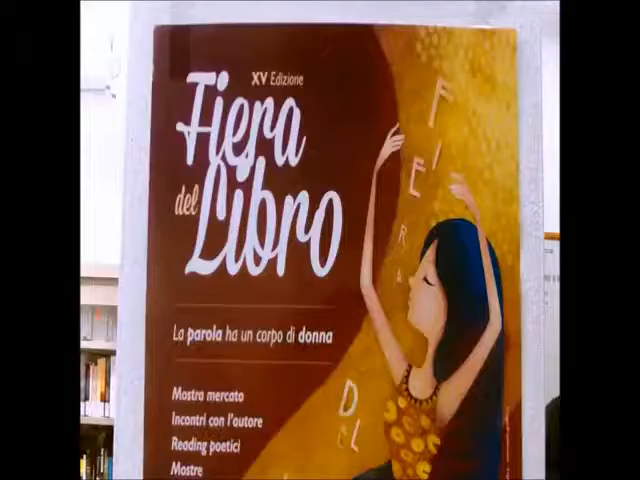 XV Edizione
Fiera
del Libro
La parola ha un corpo di donna
Mostra mercato
Incontri con l'autore
Reading poetici
Mostre
F
I
E
R
A
D
E
L